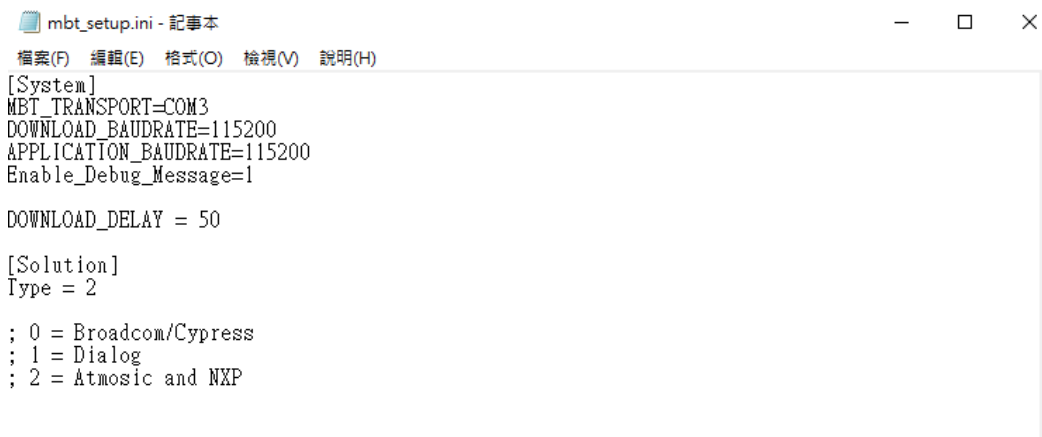 mbt_setup.ini - 記事本
檔案(F) 編輯(E) 格式(O) 檢視(V) 說明(H)
[System]
MBT_TRANSPORT=COM3
DOWNLOAD_BAUDRATE=115200
APPLICATION_BAUDRATE=115200
Enable_Debug_Message=1
DOWNLOAD_DELAY = 50
[Solution]
Type = 2
; 0 = Broadcom/Cypress
; 1 = Dialog
; 2 = Atmosic and NXP